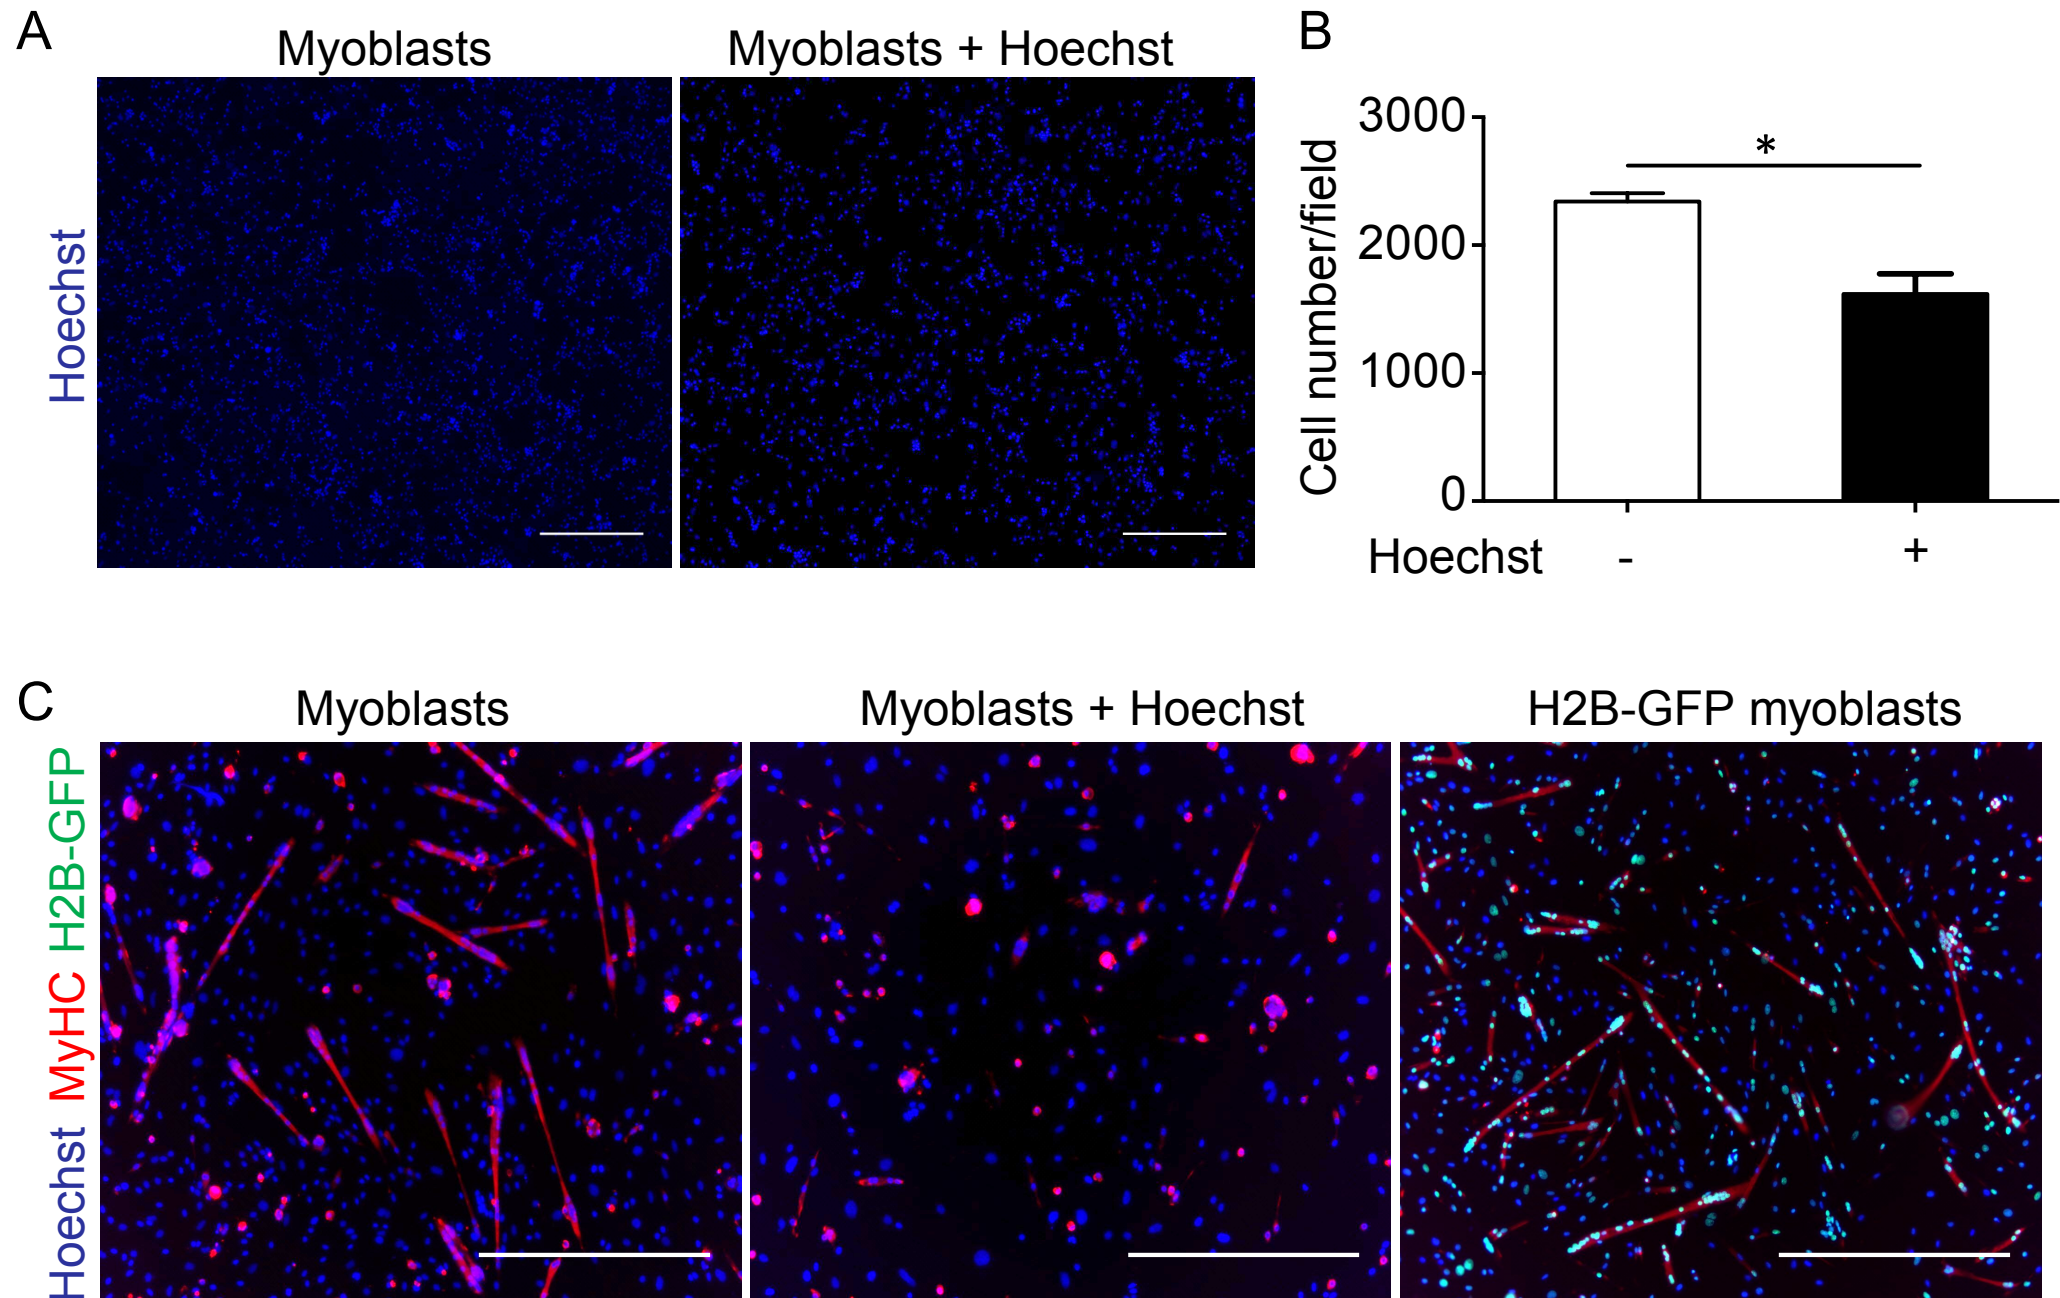 A
Myoblasts
Myoblasts + Hoechst
Hoechst
B
Cell number/field
3000
2000
1000
0
*
Hoechst - +
C
Myoblasts
Myoblasts + Hoechst
H2B-GFP myoblasts
Hoechst MyHC H2B-GFP